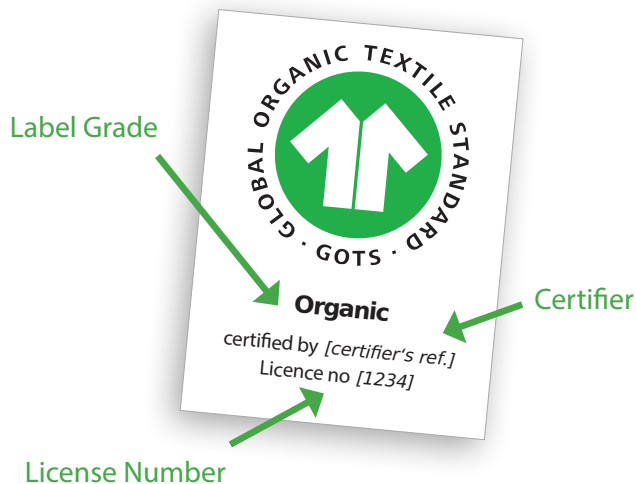 GLOBAL ORGANIC TEXTILE STANDARD · GOTS ·
Label Grade
Organic
Certifier
certified by [certifier's ref.]
Licence no [1234]
License Number